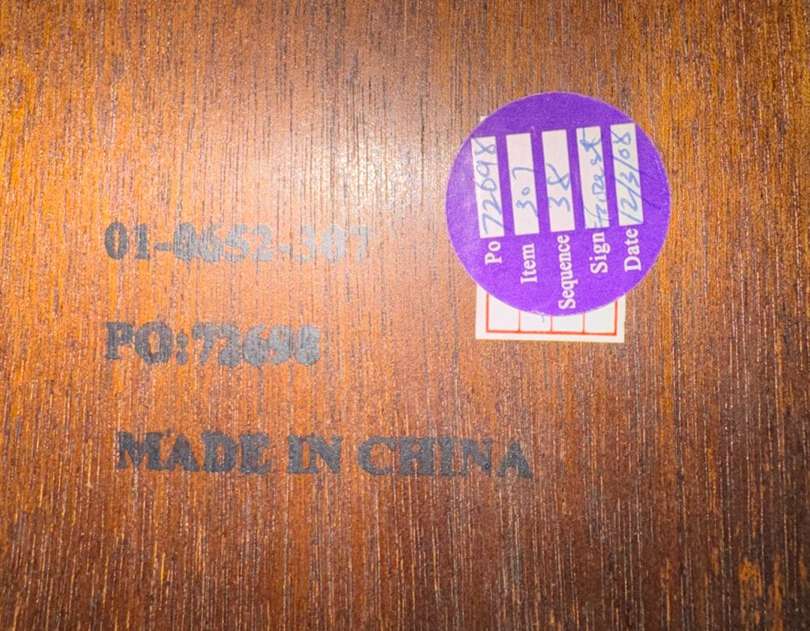 01-0652-307
PO:72698
MADE IN CHINA
Po 72698
Item 307
Sequence 38
Sign
Date 12/3/08